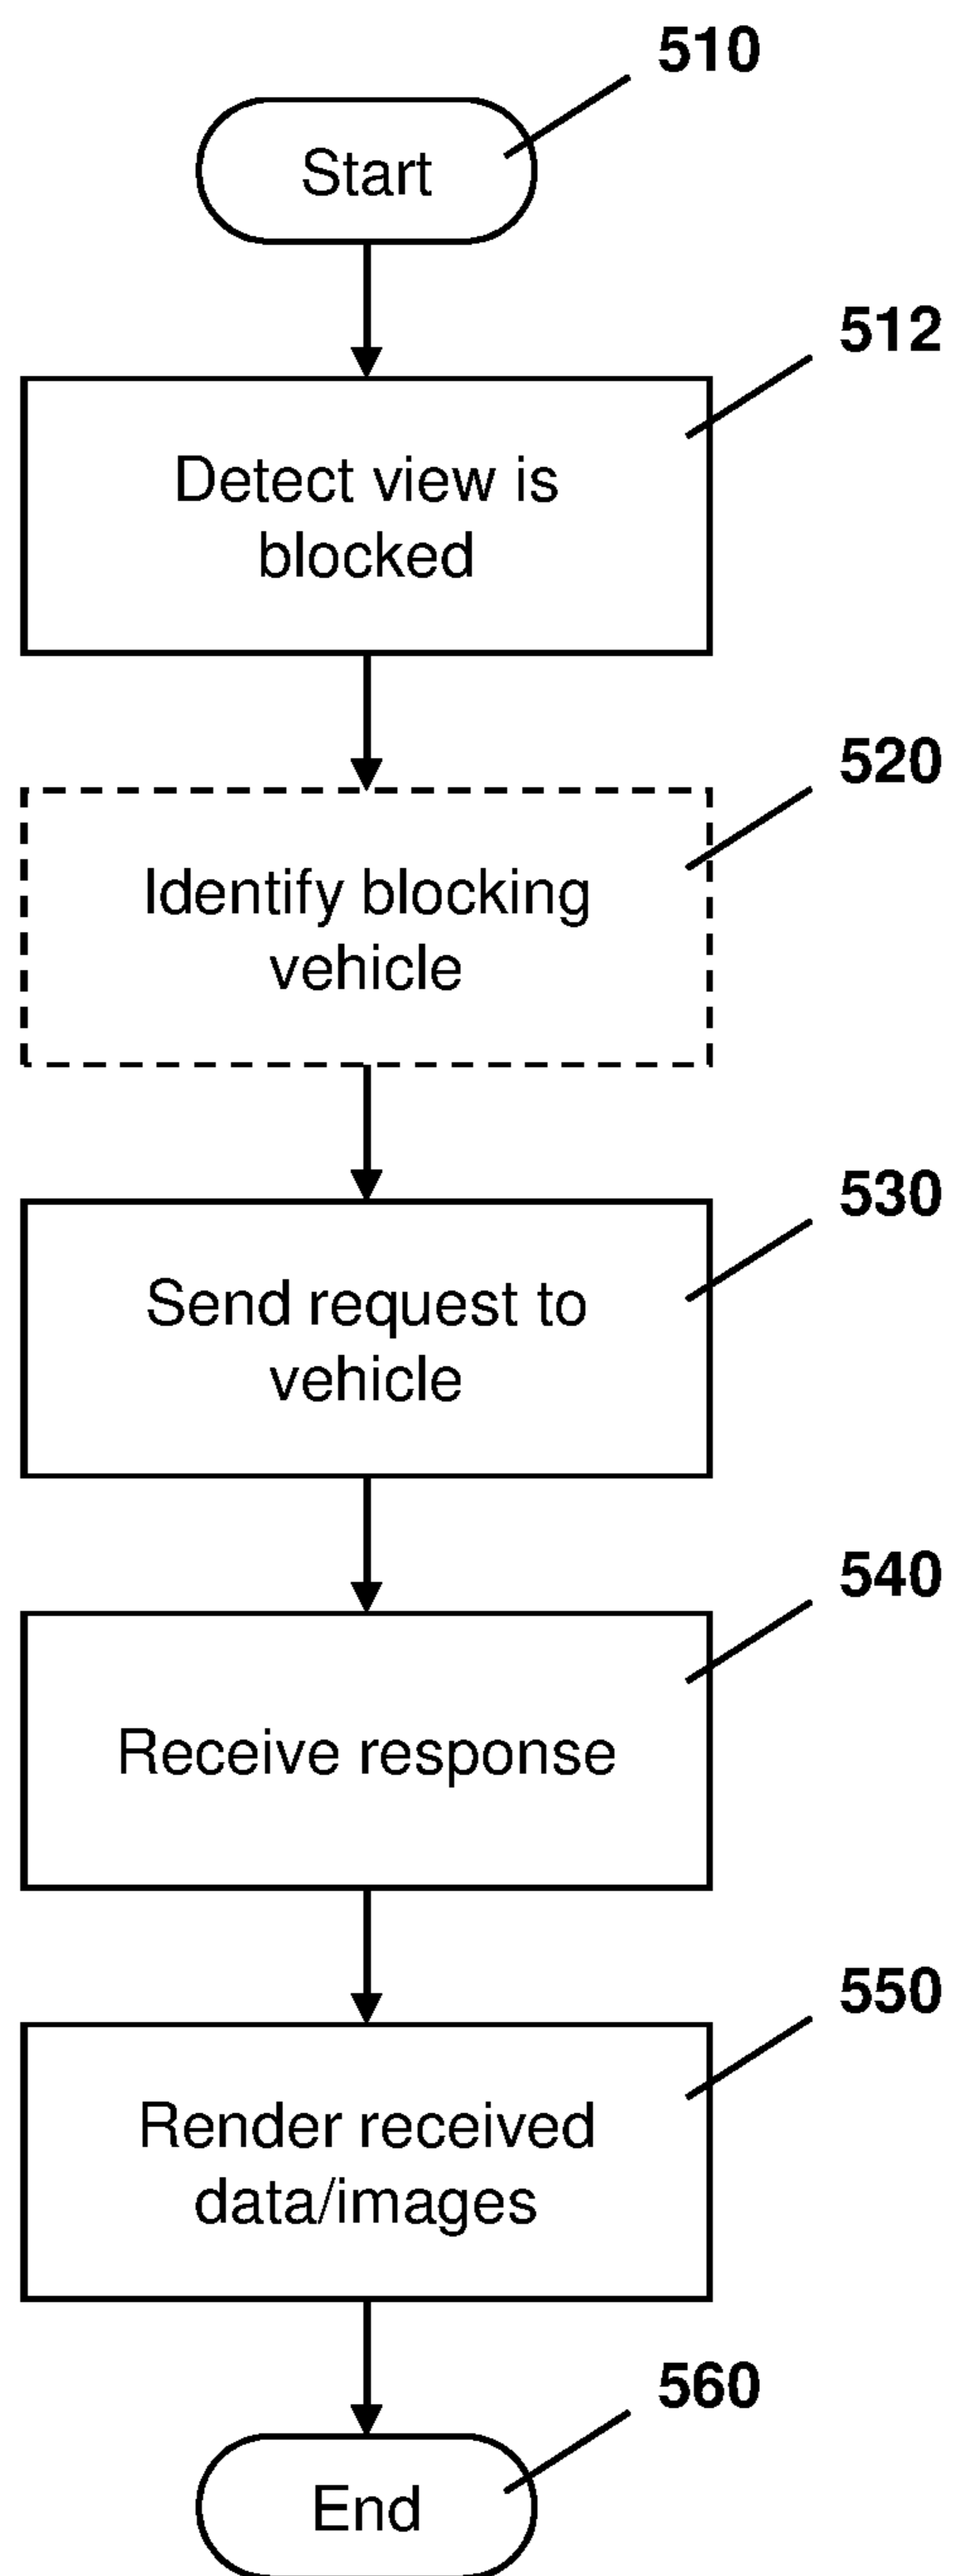 510
Start
512
Detect view is
blocked
520
Identify blocking
vehicle
530
Send request to
vehicle
540
Receive response
550
Render received
data/images
560
End